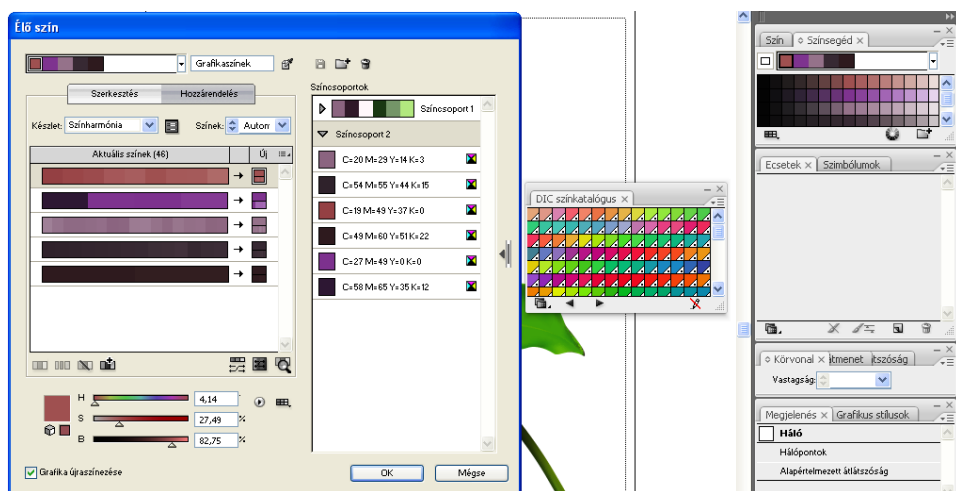 Élő szín
Grafikaszínek
Szerkesztés
Hozzárendelés
Készlet:
Színharmónia
Színek:
Autom
Aktuális színek (46)
Új
H
4,14
°
S
27,49
%
B
82,75
%
Grafika újraszínezése
Színcsoportok
Színcsoport 1
Színcsoport 2
C=20 M=29 Y=14 K=3
C=54 M=55 Y=44 K=15
C=19 M=49 Y=37 K=0
C=49 M=60 Y=51 K=22
C=27 M=49 Y=0 K=0
C=58 M=65 Y=35 K=12
OK
Mégse
DIC színkatalógus
Szín
Színsegéd
Ecsetek
Szimbólumok
Körvonal
átmenet
átszóság
Vastagság:
Megjelenés
Grafikus stílusok
Háló
Hálópontok
Alapértelmezett átlátszóság